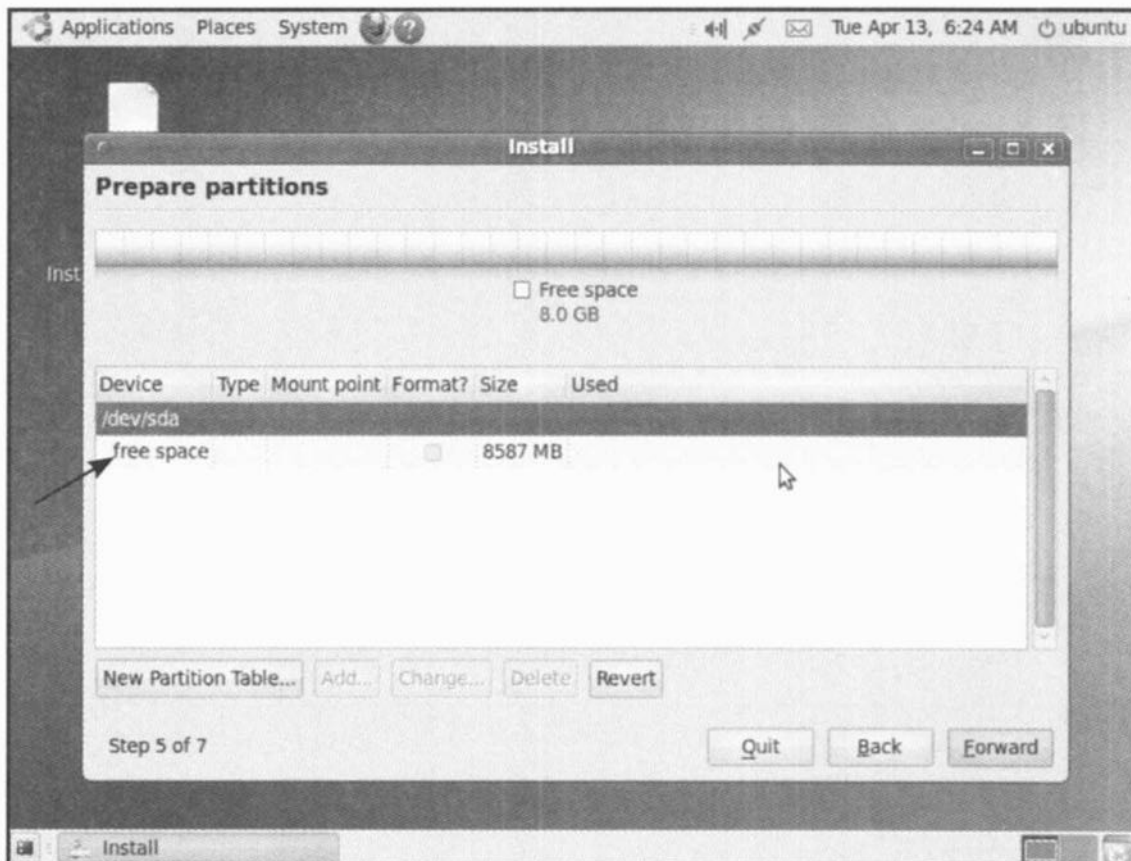 Applications Places System Tue Apr 13, 6:24 AM ubuntu
Install
Prepare partitions
Inst
Free space
8.0 GB
Device Type Mount point Format? Size Used
/dev/sda
free space 8587 MB
New Partition Table... Add... Change... Delete Revert
Step 5 of 7 Quit Back Forward
Install